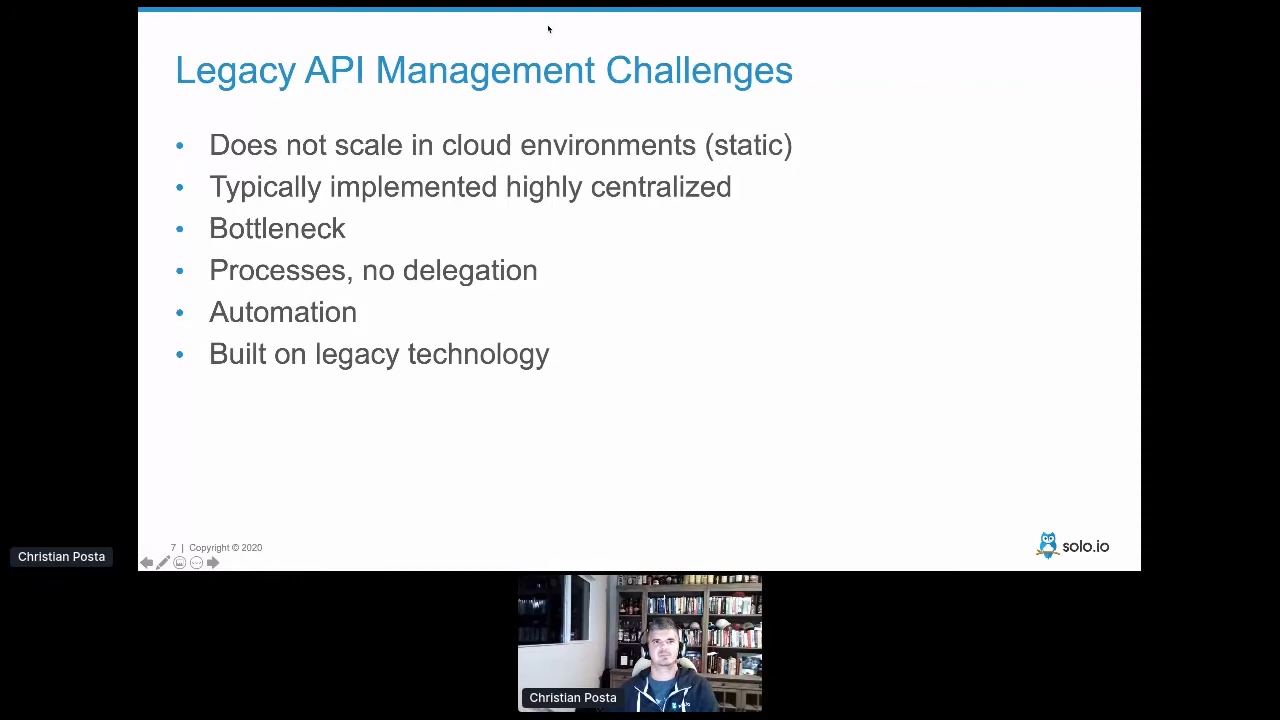 Legacy API Management Challenges
• Does not scale in cloud environments (static)
• Typically implemented highly centralized
• Bottleneck
• Processes, no delegation
• Automation
• Built on legacy technology
7 | Copyright © 2020
solo.io
Christian Posta
Christian Posta